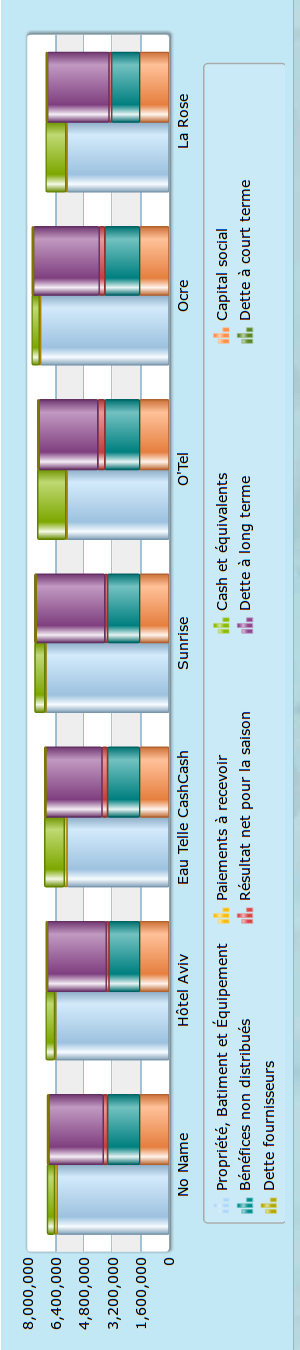 8,000,000
6,400,000
4,800,000
3,200,000
1,600,000
0
No Name
Hôtel Aviv
Eau Telle CashCash
Sunrise
O'Tel
Ocre
La Rose
Propriété, Batiment et Équipement
Paiements à recevoir
Cash et équivalents
Capital social
Bénéfices non distribués
Résultat net pour la saison
Dette à long terme
Dette à court terme
Dette fournisseurs